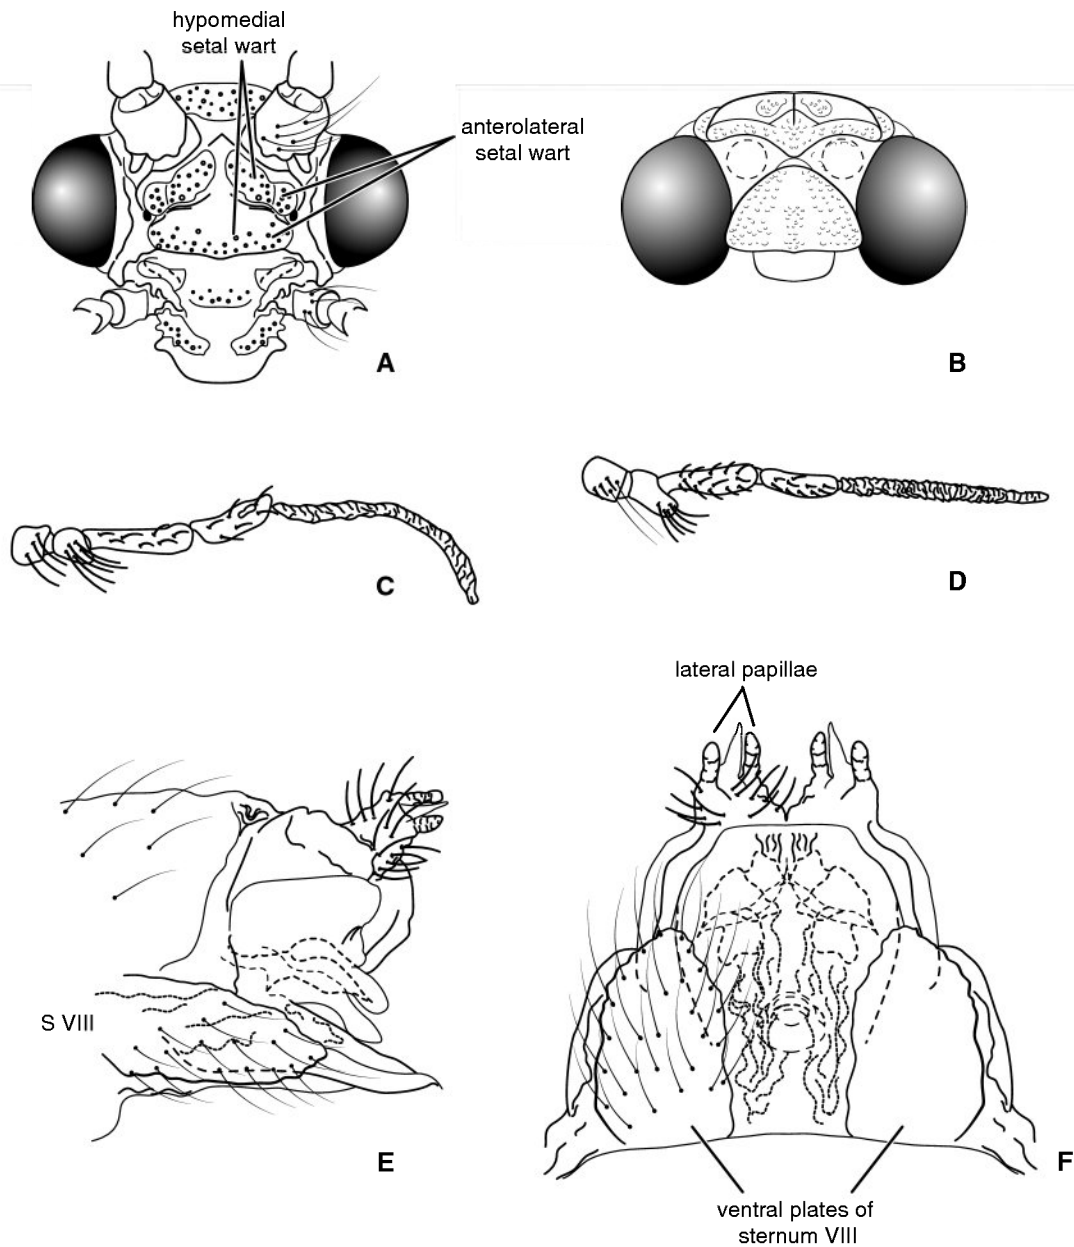 hypomedial
setal wart
anterolateral
setal wart
A
B
C
D
lateral papillae
S VIII
E
F
ventral plates of
sternum VIII